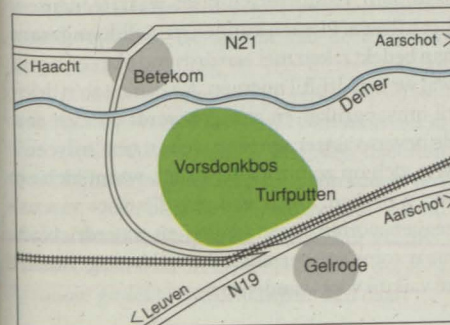 N21
Aarschot >
< Haacht
Betekom
Demer
Vorsdonkbos
Turfputten
Aarschot >
Gelrode
N19
< Leuven